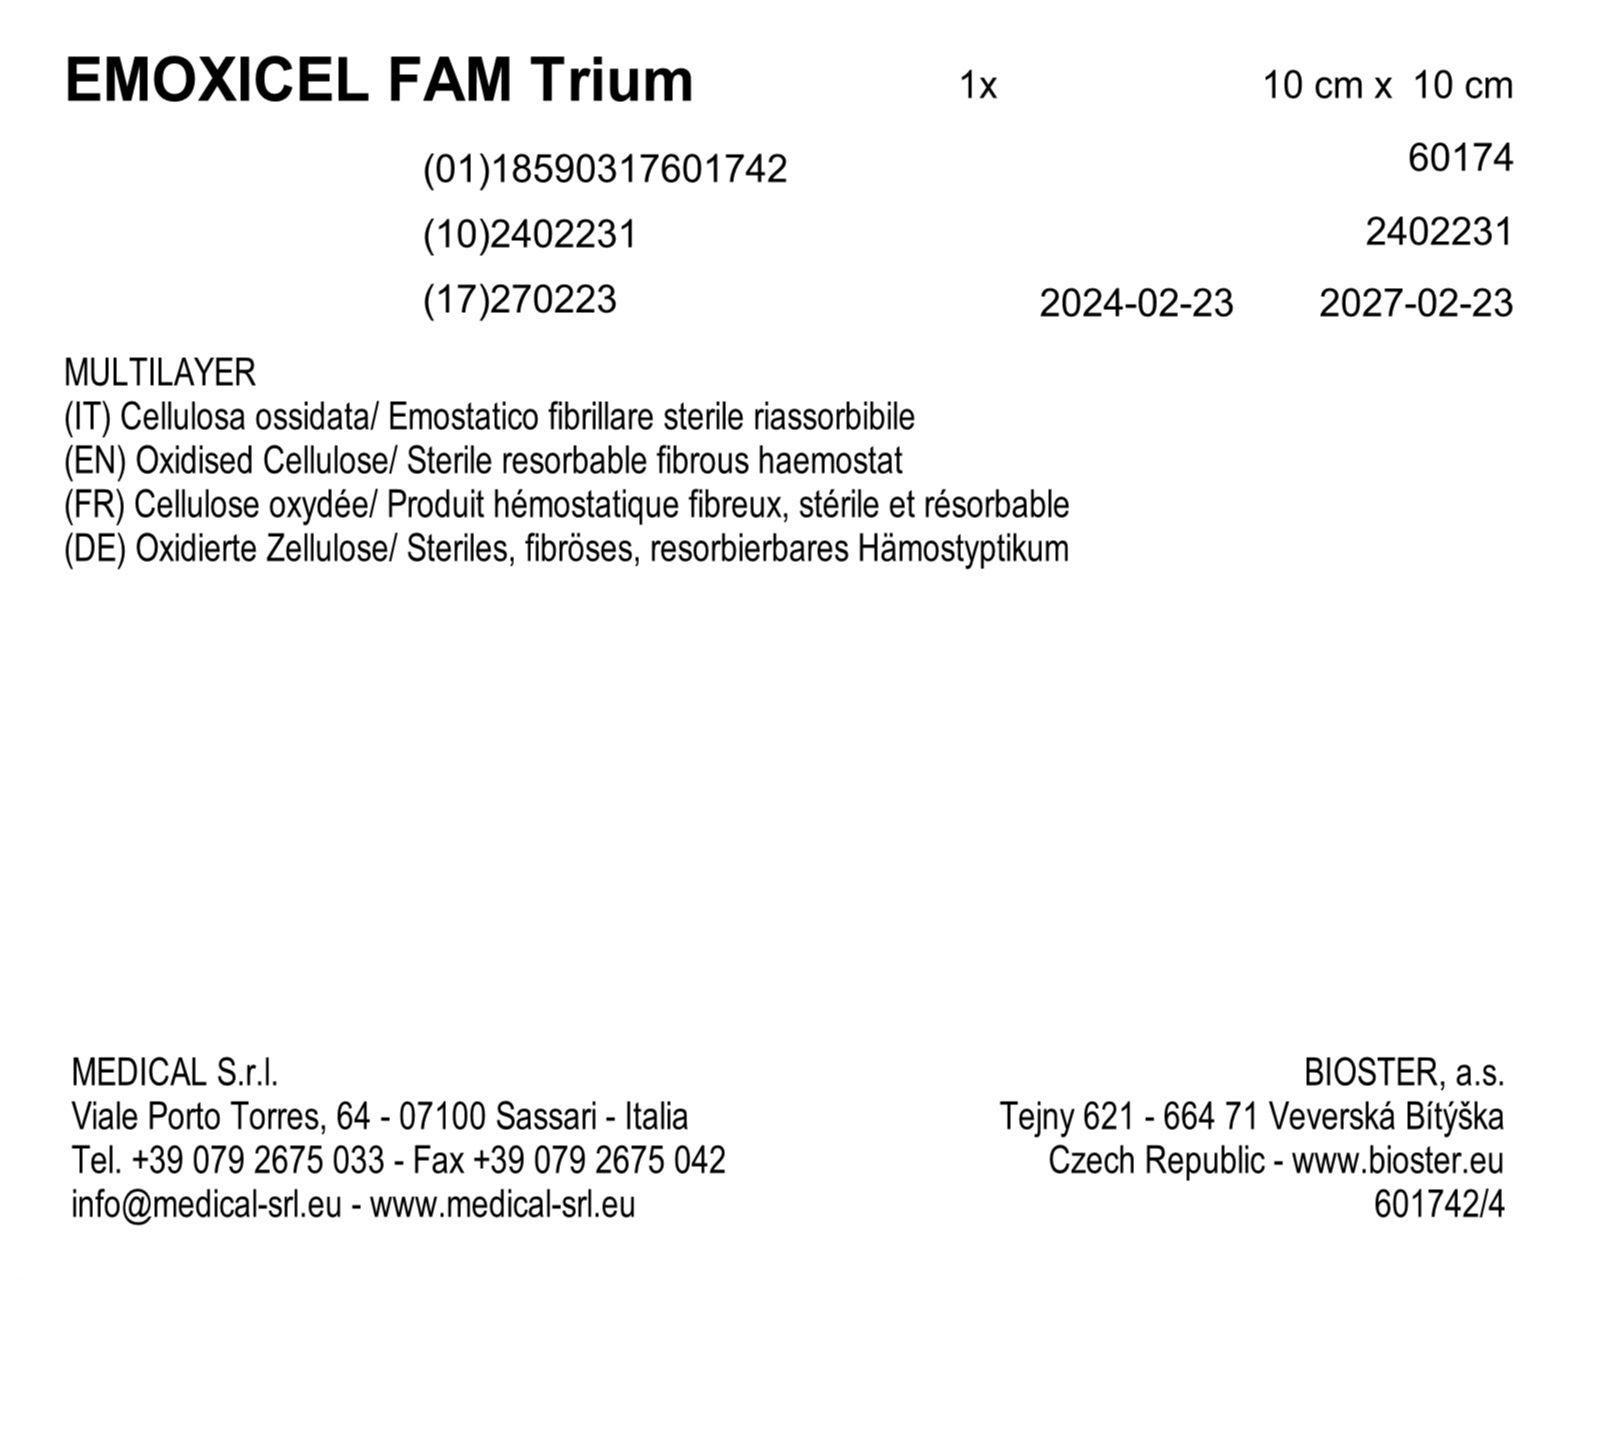 EMOXICEL FAM Trium 1x 10 cm x 10 cm
(01)18590317601742 60174
(10)2402231 2402231
(17)270223 2024-02-23 2027-02-23
MULTILAYER
(IT) Cellulosa ossidata/ Emostatico fibrillare sterile riassorbibile
(EN) Oxidised Cellulose/ Sterile resorbable fibrous haemostat
(FR) Cellulose oxydée/ Produit hémostatique fibreux, stérile et résorbable
(DE) Oxidierte Zellulose/ Steriles, fibröses, resorbierbares Hämostyptikum
MEDICAL S.r.l.
Viale Porto Torres, 64 - 07100 Sassari - Italia
Tel. +39 079 2675 033 - Fax +39 079 2675 042
info@medical-srl.eu - www.medical-srl.eu
BIOSTER, a.s.
Tejny 621 - 664 71 Veverská Bítýška
Czech Republic - www.bioster.eu
601742/4